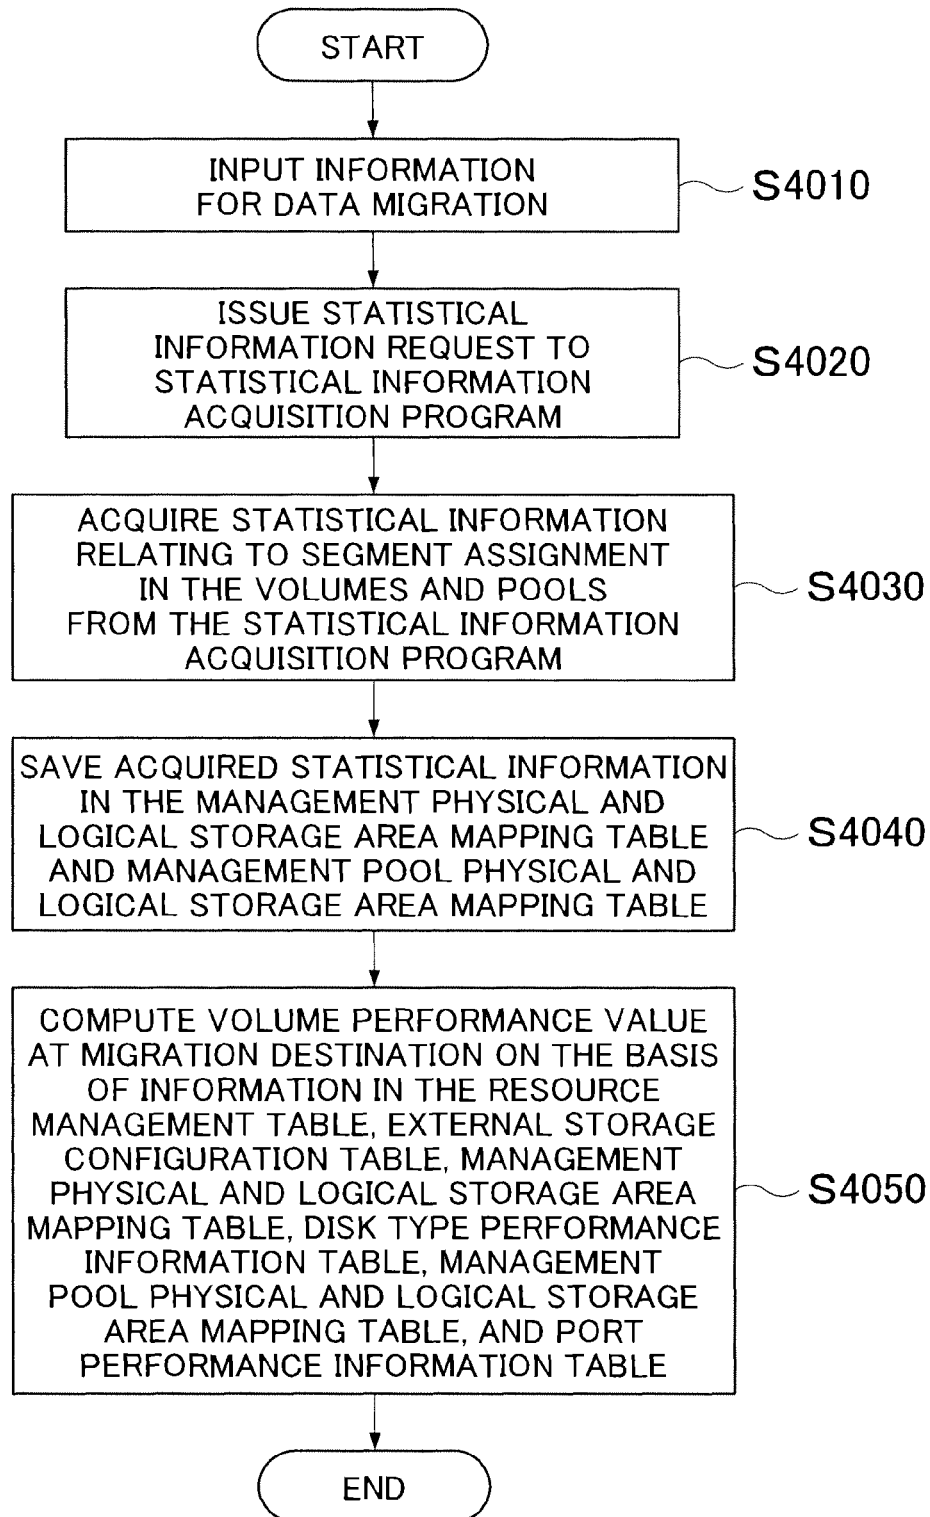 START
INPUT INFORMATION
FOR DATA MIGRATION
S4010
ISSUE STATISTICAL
INFORMATION REQUEST TO
STATISTICAL INFORMATION
ACQUISITION PROGRAM
S4020
ACQUIRE STATISTICAL INFORMATION
RELATING TO SEGMENT ASSIGNMENT
IN THE VOLUMES AND POOLS
FROM THE STATISTICAL INFORMATION
ACQUISITION PROGRAM
S4030
SAVE ACQUIRED STATISTICAL INFORMATION
IN THE MANAGEMENT PHYSICAL AND
LOGICAL STORAGE AREA MAPPING TABLE
AND MANAGEMENT POOL PHYSICAL AND
LOGICAL STORAGE AREA MAPPING TABLE
S4040
COMPUTE VOLUME PERFORMANCE VALUE
AT MIGRATION DESTINATION ON THE BASIS
OF INFORMATION IN THE RESOURCE
MANAGEMENT TABLE, EXTERNAL STORAGE
CONFIGURATION TABLE, MANAGEMENT
PHYSICAL AND LOGICAL STORAGE AREA
MAPPING TABLE, DISK TYPE PERFORMANCE
INFORMATION TABLE, MANAGEMENT
POOL PHYSICAL AND LOGICAL STORAGE
AREA MAPPING TABLE, AND PORT
PERFORMANCE INFORMATION TABLE
S4050
END